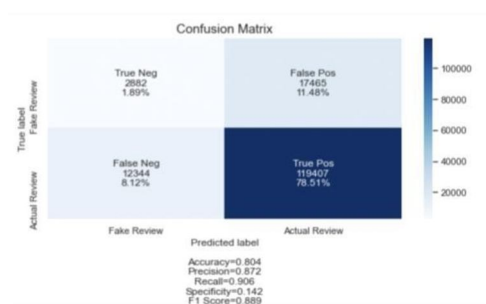 Confusion Matrix
True Neg
2882
1.89%
False Pos
17465
11.48%
False Neg
12344
8.12%
True Pos
119407
78.51%
True label
Fake Review
Actual Review
Fake Review
Actual Review
Predicted label
100000
80000
60000
40000
20000
Accuracy=0.804
Precision=0.872
Recall=0.906
Specificity=0.142
F1 Score=0.889